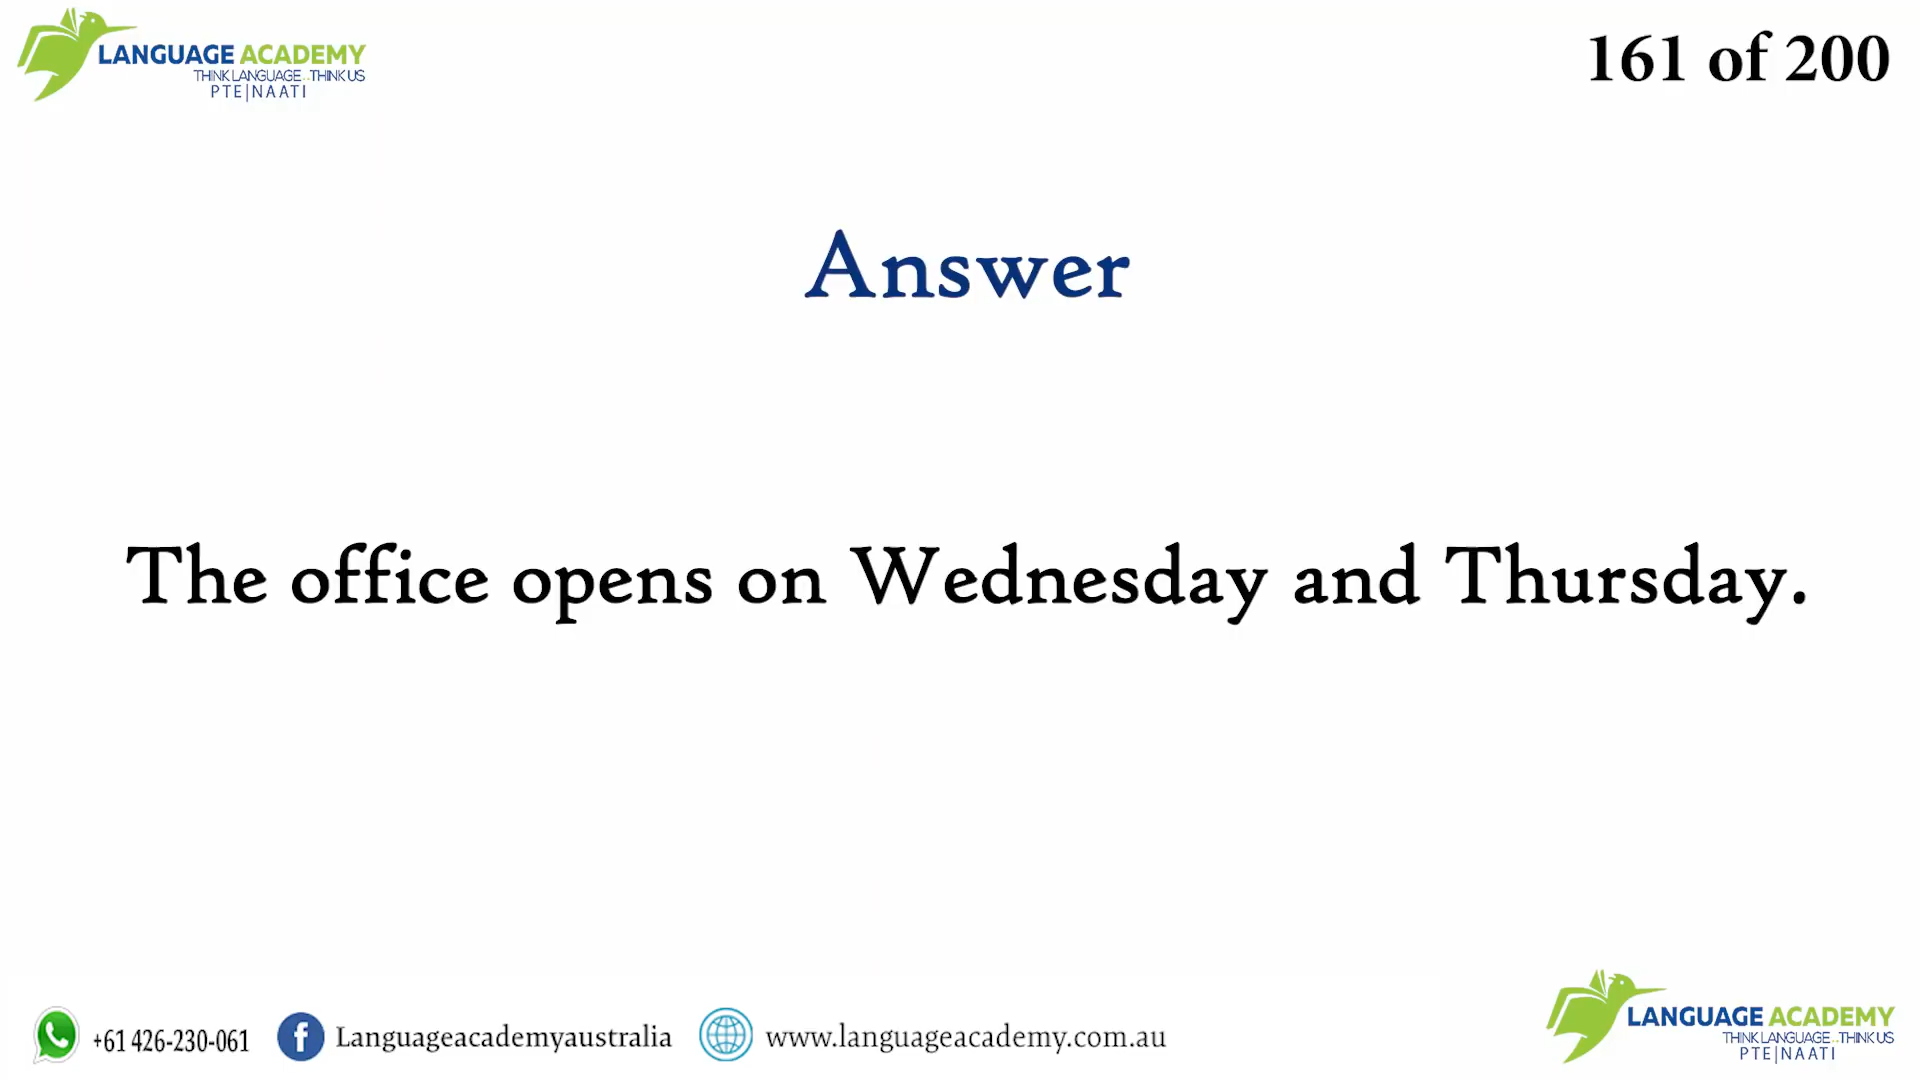 LANGUAGE ACADEMY
THINK LANGUAGE..THINK US
PTE|NAATI
161 of 200
Answer
The office opens on Wednesday and Thursday.
+61 426-230-061
Languageacademyaustralia
www.languageacademy.com.au
LANGUAGE ACADEMY
THINK LANGUAGE..THINK US
PTE|NAATI